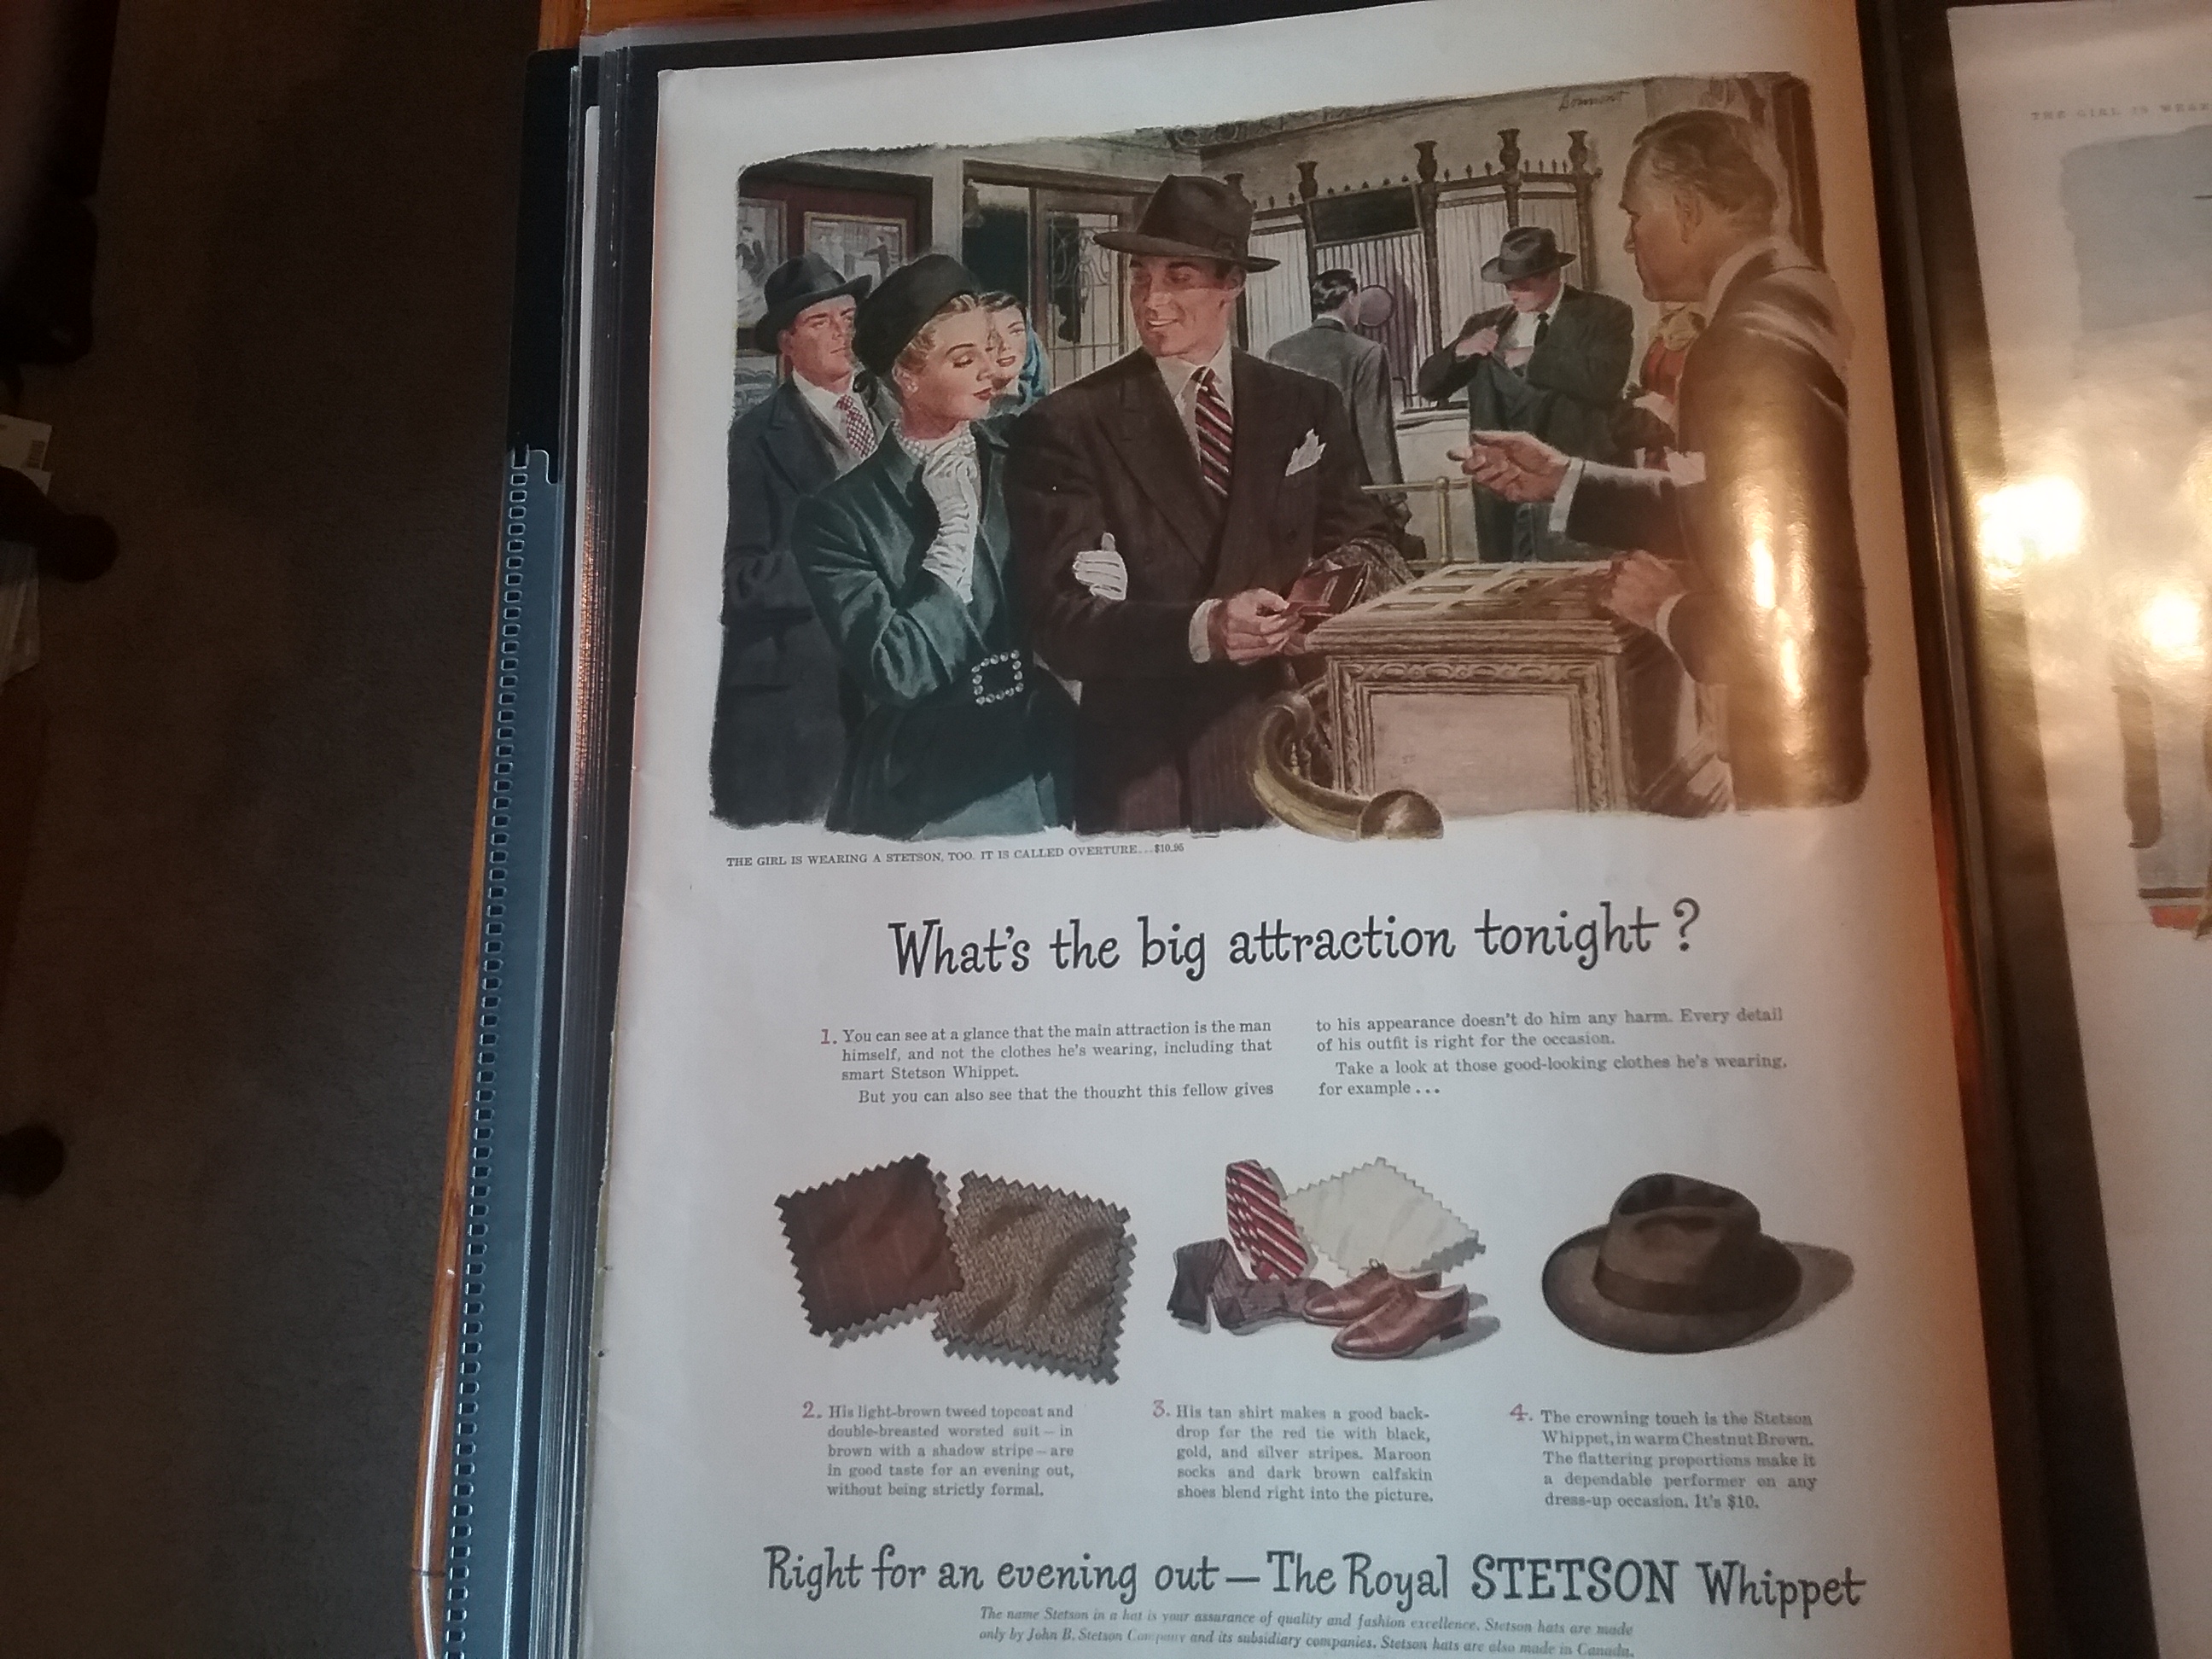 THE GIRL IS WEARING A STETSON, TOO. IT IS CALLED OVERTURE...$10.95
What's the big attraction tonight?
1. You can see at a glance that the main attraction is the man
himself, and not the clothes he's wearing, including that
smart Stetson Whippet.
But you can also see that the thought this fellow gives
to his appearance doesn't do him any harm. Every detail
of his outfit is right for the occasion.
Take a look at those good-looking clothes he's wearing,
for example...
2. His light-brown tweed topcoat and
double-breasted worsted suit – in
brown with a shadow stripe – are
in good taste for an evening out,
without being strictly formal.
3. His tan shirt makes a good back-
drop for the red tie with black,
gold, and silver stripes. Maroon
socks and dark brown calfskin
shoes blend right into the picture.
4. The crowning touch is the Stetson
Whippet, in warm Chestnut Brown.
The flattering proportions make it
a dependable performer on any
dress-up occasion. It's $10.
Right for an evening out—The Royal STETSON Whippet
The name Stetson in a hat is your assurance of quality and fashion excellence. Stetson hats are made
only by John B. Stetson Company and its subsidiary companies. Stetson hats are also made in Canada.
THE GIRL IS WEAR